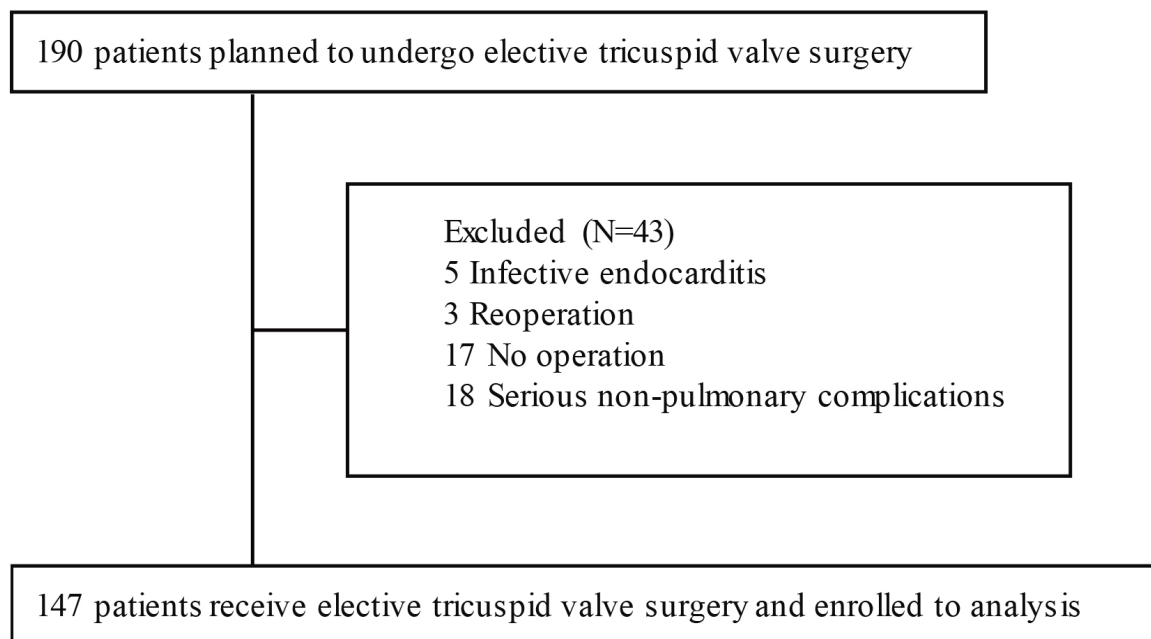 190 patients planned to undergo elective tricuspid valve surgery
Excluded (N=43)
5 Infective endocarditis
3 Reoperation
17 No operation
18 Serious non-pulmonary complications
147 patients receive elective tricuspid valve surgery and enrolled to analysis